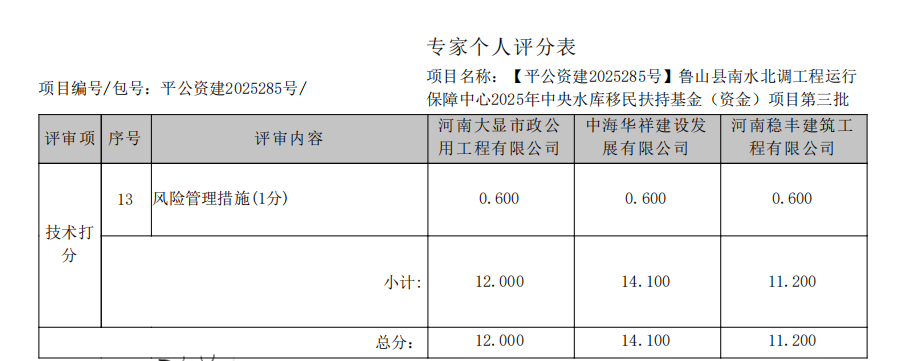 专家个人评分表
项目编号/包号：平公资建2025285号/
项目名称：【平公资建2025285号】鲁山县南水北调工程运行
保障中心2025年中央水库移民扶持基金（资金）项目第三批
评审项 序号 评审内容 河南大显市政公用工程有限公司 中海华祥建设发展有限公司 河南稳丰建筑工程有限公司
技术打分 13 风险管理措施(1分) 0.600 0.600 0.600
小计: 12.000 14.100 11.200
总分: 12.000 14.100 11.200